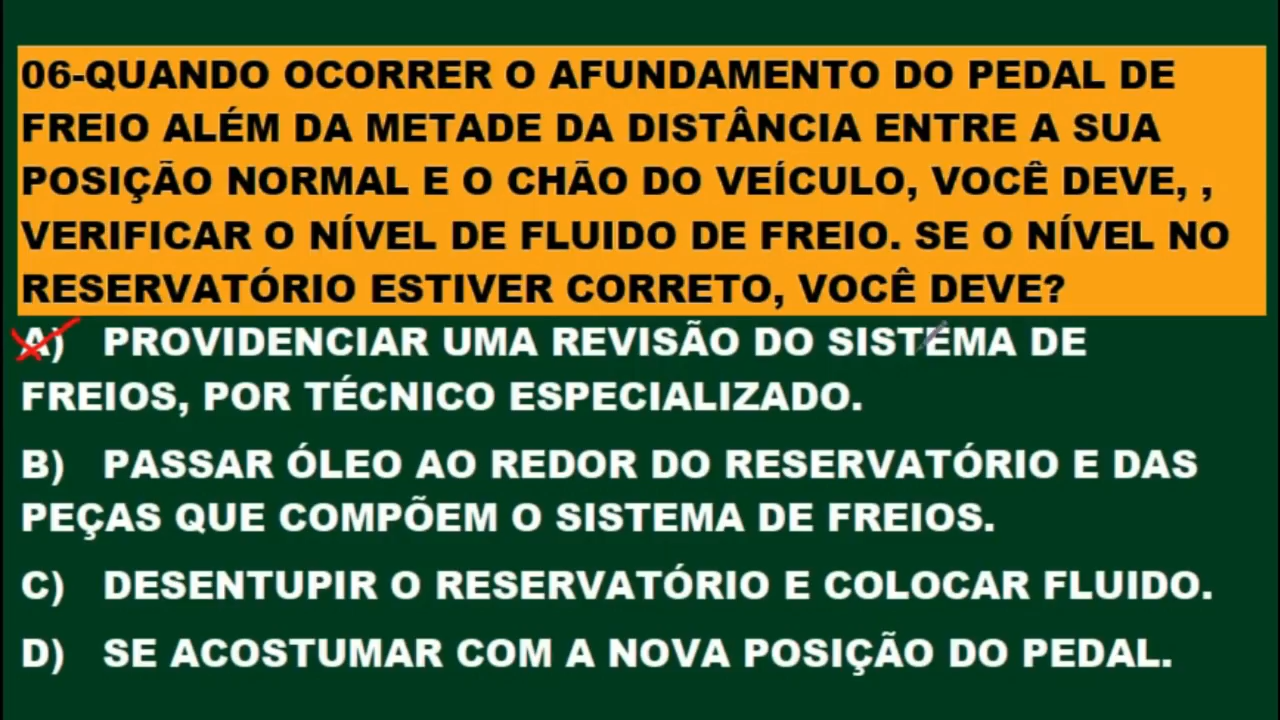 06-QUANDO OCORRER O AFUNDAMENTO DO PEDAL DE
FREIO ALÉM DA METADE DA DISTÂNCIA ENTRE A SUA
POSIÇÃO NORMAL E O CHÃO DO VEÍCULO, VOCÊ DEVE, ,
VERIFICAR O NÍVEL DE FLUIDO DE FREIO. SE O NÍVEL NO
RESERVATÓRIO ESTIVER CORRETO, VOCÊ DEVE?
A) PROVIDENCIAR UMA REVISÃO DO SISTEMA DE
FREIOS, POR TÉCNICO ESPECIALIZADO.
B) PASSAR ÓLEO AO REDOR DO RESERVATÓRIO E DAS
PEÇAS QUE COMPÕEM O SISTEMA DE FREIOS.
C) DESENTUPIR O RESERVATÓRIO E COLOCAR FLUIDO.
D) SE ACOSTUMAR COM A NOVA POSIÇÃO DO PEDAL.